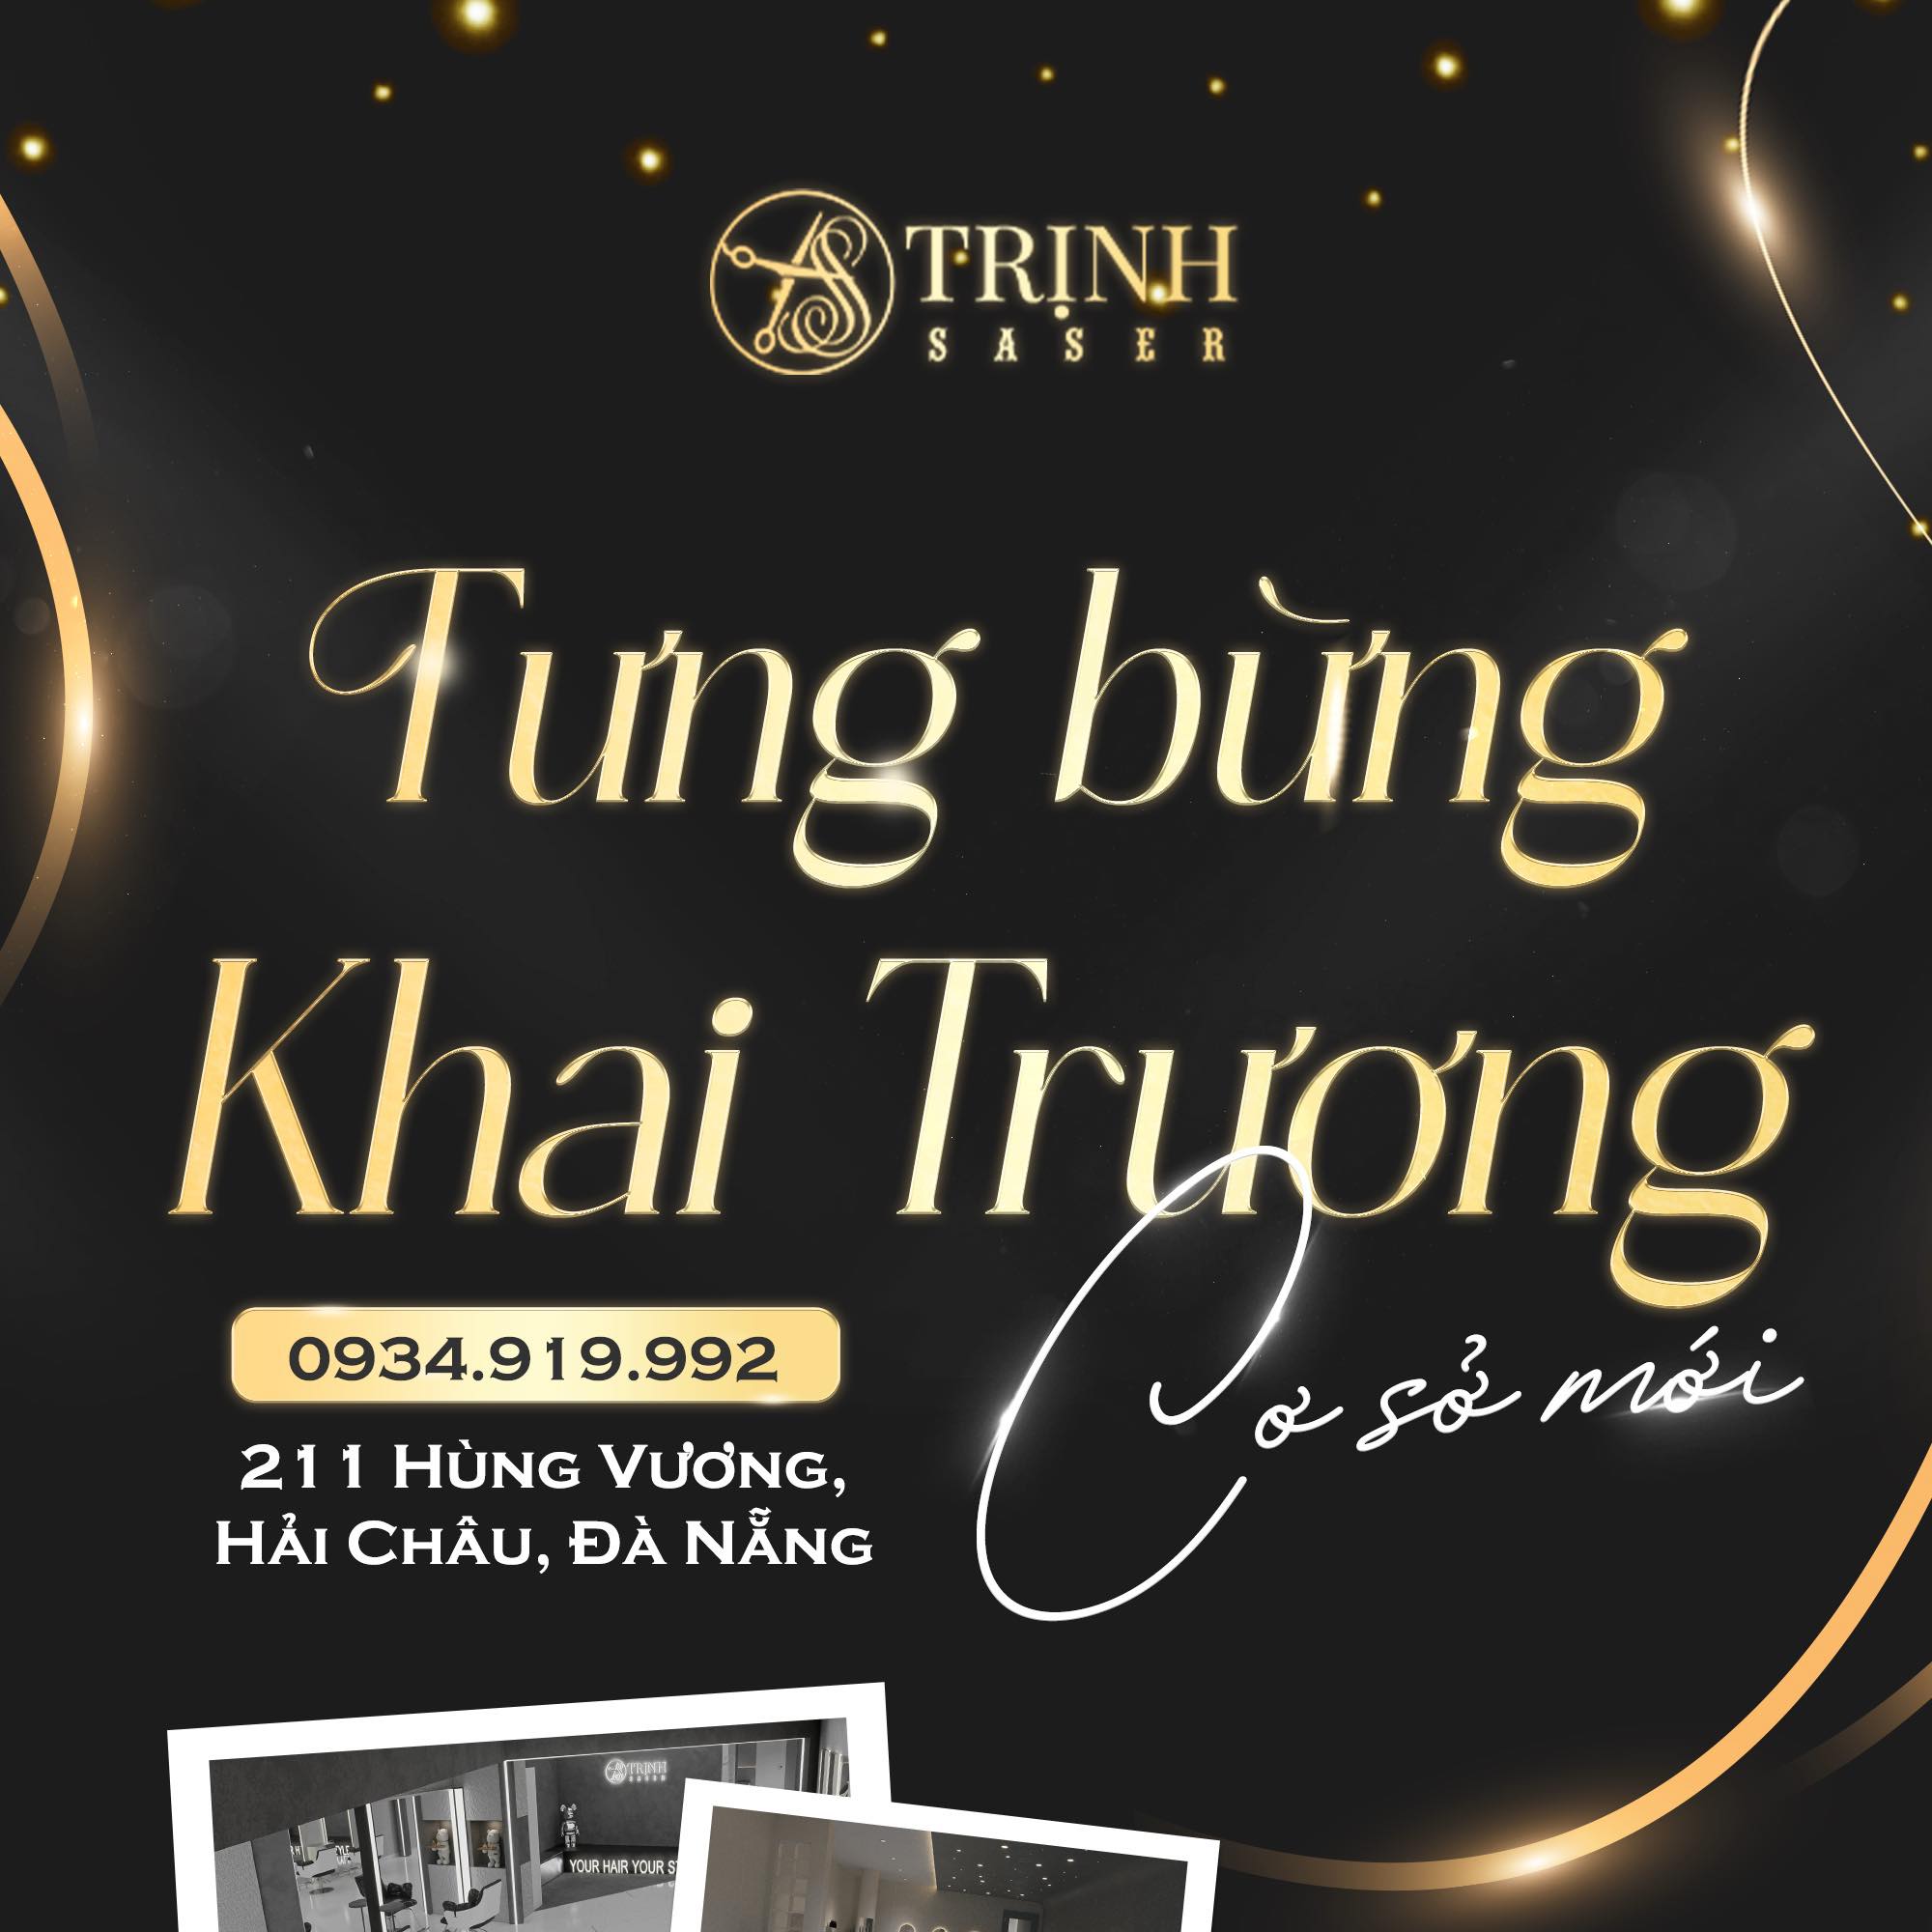 TRỊNH
SASER
Tưng bừng
Khai Trương
Cơ sở mới
0934.919.992
211 Hùng Vương,
Hải Châu, Đà Nẵng
TRỊNH
SASER
YOUR HAIR YOUR